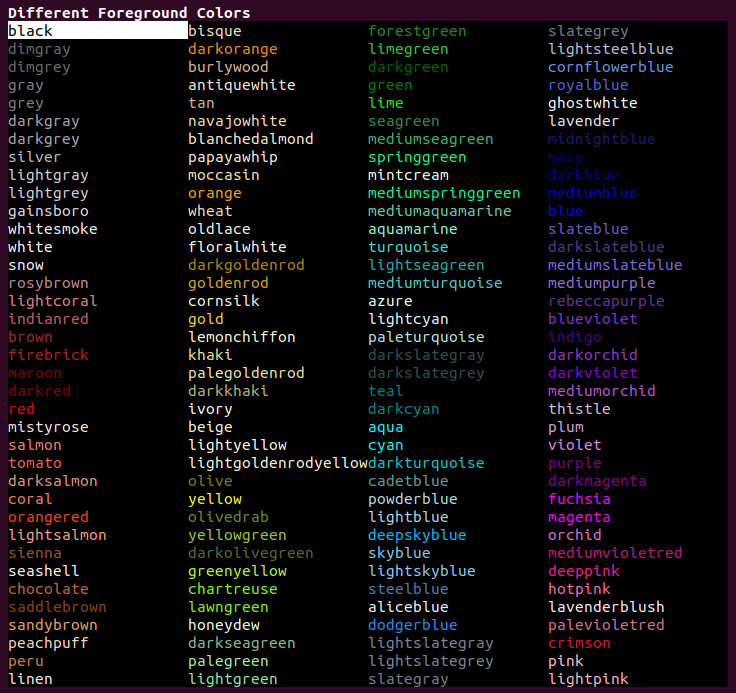 Different Foreground Colors
black
dimgray
dimgrey
gray
grey
darkgray
darkgrey
silver
lightgray
lightgrey
gainsboro
whitesmoke
white
snow
rosybrown
lightcoral
indianred
brown
firebrick
maroon
darkred
red
mistyrose
salmon
tomato
darksalmon
coral
orangered
lightsalmon
sienna
seashell
chocolate
saddlebrown
sandybrown
peachpuff
peru
linen
bisque
darkorange
burlywood
antiquewhite
tan
navajowhite
blanchedalmond
papayawhip
moccasin
orange
wheat
oldlace
floralwhite
darkgoldenrod
goldenrod
cornsilk
gold
lemonchiffon
khaki
palegoldenrod
darkkhaki
ivory
beige
lightyellow
lightgoldenrodyellow
olive
yellow
olivedrab
yellowgreen
darkolivegreen
greenyellow
chartreuse
lawngreen
honeydew
darkseagreen
palegreen
lightgreen
forestgreen
limegreen
darkgreen
green
lime
seagreen
mediumseagreen
springgreen
mintcream
mediumspringgreen
mediumaquamarine
aquamarine
turquoise
lightseagreen
mediumturquoise
azure
lightcyan
paleturquoise
darkslategray
darkslategrey
teal
darkcyan
aqua
cyan
darkturquoise
cadetblue
powderblue
lightblue
deepskyblue
skyblue
lightskyblue
steelblue
aliceblue
dodgerblue
lightslategray
lightslategrey
slategray
slategrey
lightsteelblue
cornflowerblue
royalblue
ghostwhite
lavender
midnightblue
navy
darkblue
mediumblue
blue
slateblue
darkslateblue
mediumslateblue
mediumpurple
rebeccapurple
blueviolet
indigo
darkorchid
darkviolet
mediumorchid
thistle
plum
violet
purple
darkmagenta
fuchsia
magenta
orchid
mediumvioletred
deeppink
hotpink
lavenderblush
palevioletred
crimson
pink
lightpink